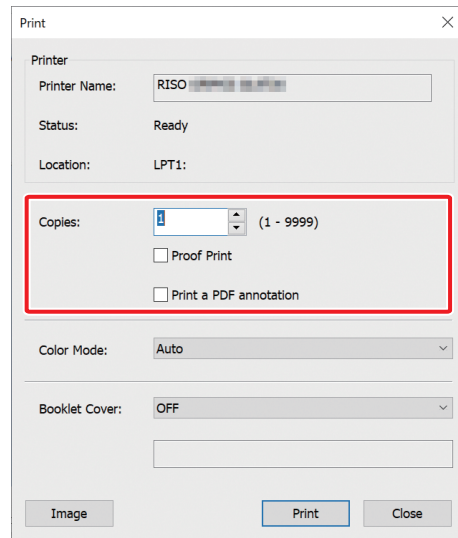 Print
Printer
Printer Name: RISO
Status: Ready
Location: LPT1:
Copies: 1 (1 - 9999)
Proof Print
Print a PDF annotation
Color Mode: Auto
Booklet Cover: OFF
Image Print Close